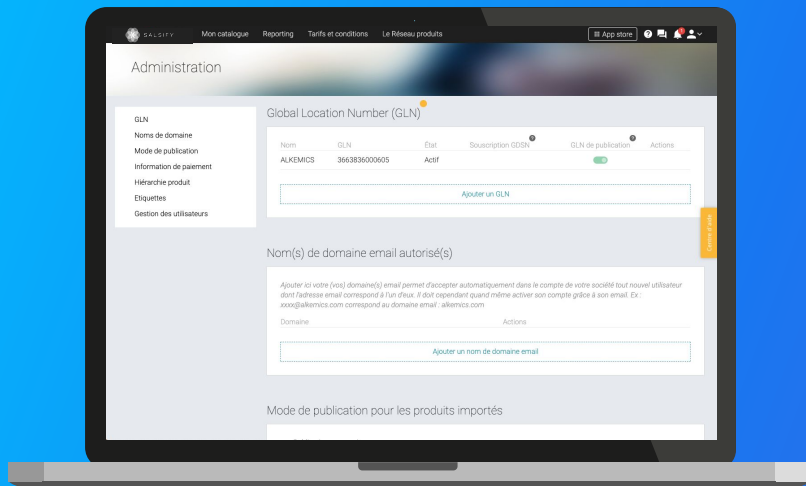 SALSIFY Mon catalogue Reporting Tarifs et conditions Le Réseau produits App store
Administration
GLN
Noms de domaine
Mode de publication
Information de paiement
Hiérarchie produit
Etiquettes
Gestion des utilisateurs
Global Location Number (GLN)
Nom GLN État Souscription GDSN GLN de publication Actions
ALKEMICS 3663836000605 Actif
Ajouter un GLN
Centre d'aide
Nom(s) de domaine email autorisé(s)
Ajouter ici votre (vos) domaine(s) email permet d'accepter automatiquement dans le compte de votre société tout nouvel utilisateur
dont l'adresse email correspond à l'un d'eux. Il doit cependant quand même activer son compte grâce à son email. Ex :
xxxx@alkemics.com correspond au domaine email : alkemics.com
Domaine Actions
Ajouter un nom de domaine email
Mode de publication pour les produits importés